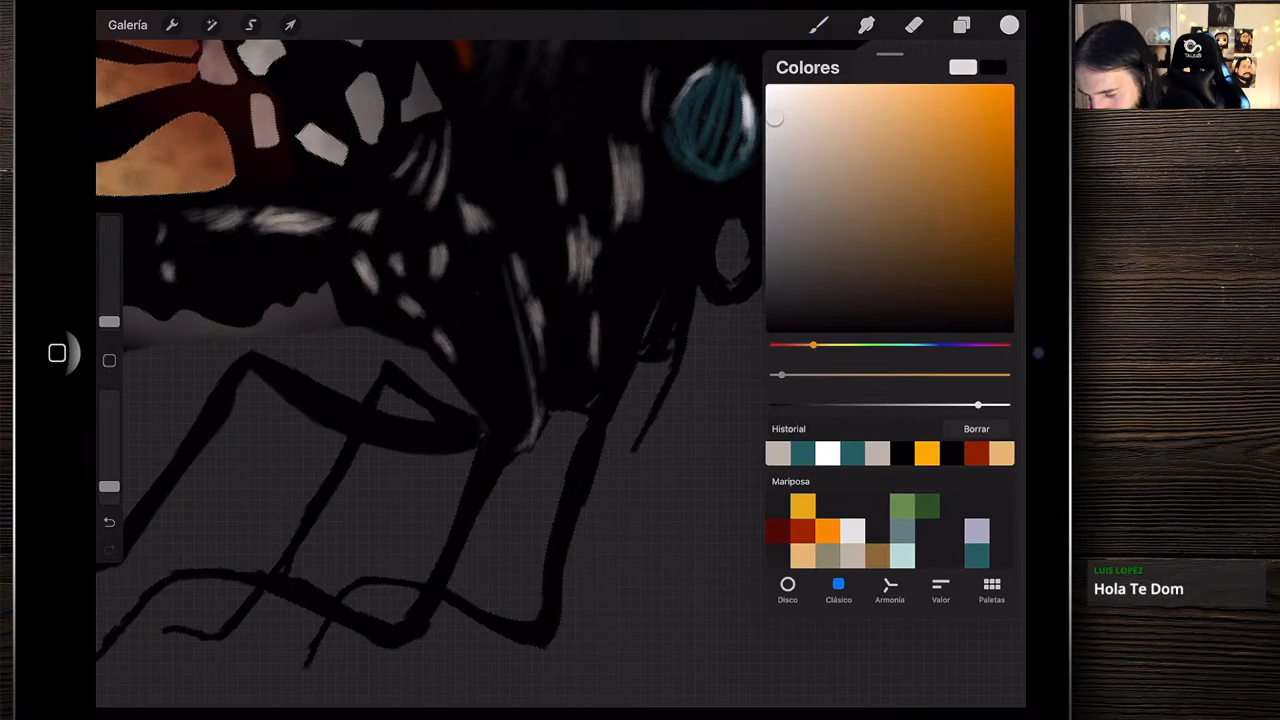 Galería
Colores
Historial
Borrar
Mariposa
Disco
Clásico
Armonía
Valor
Paletas
LUIS LOPEZ
Hola Te Dom